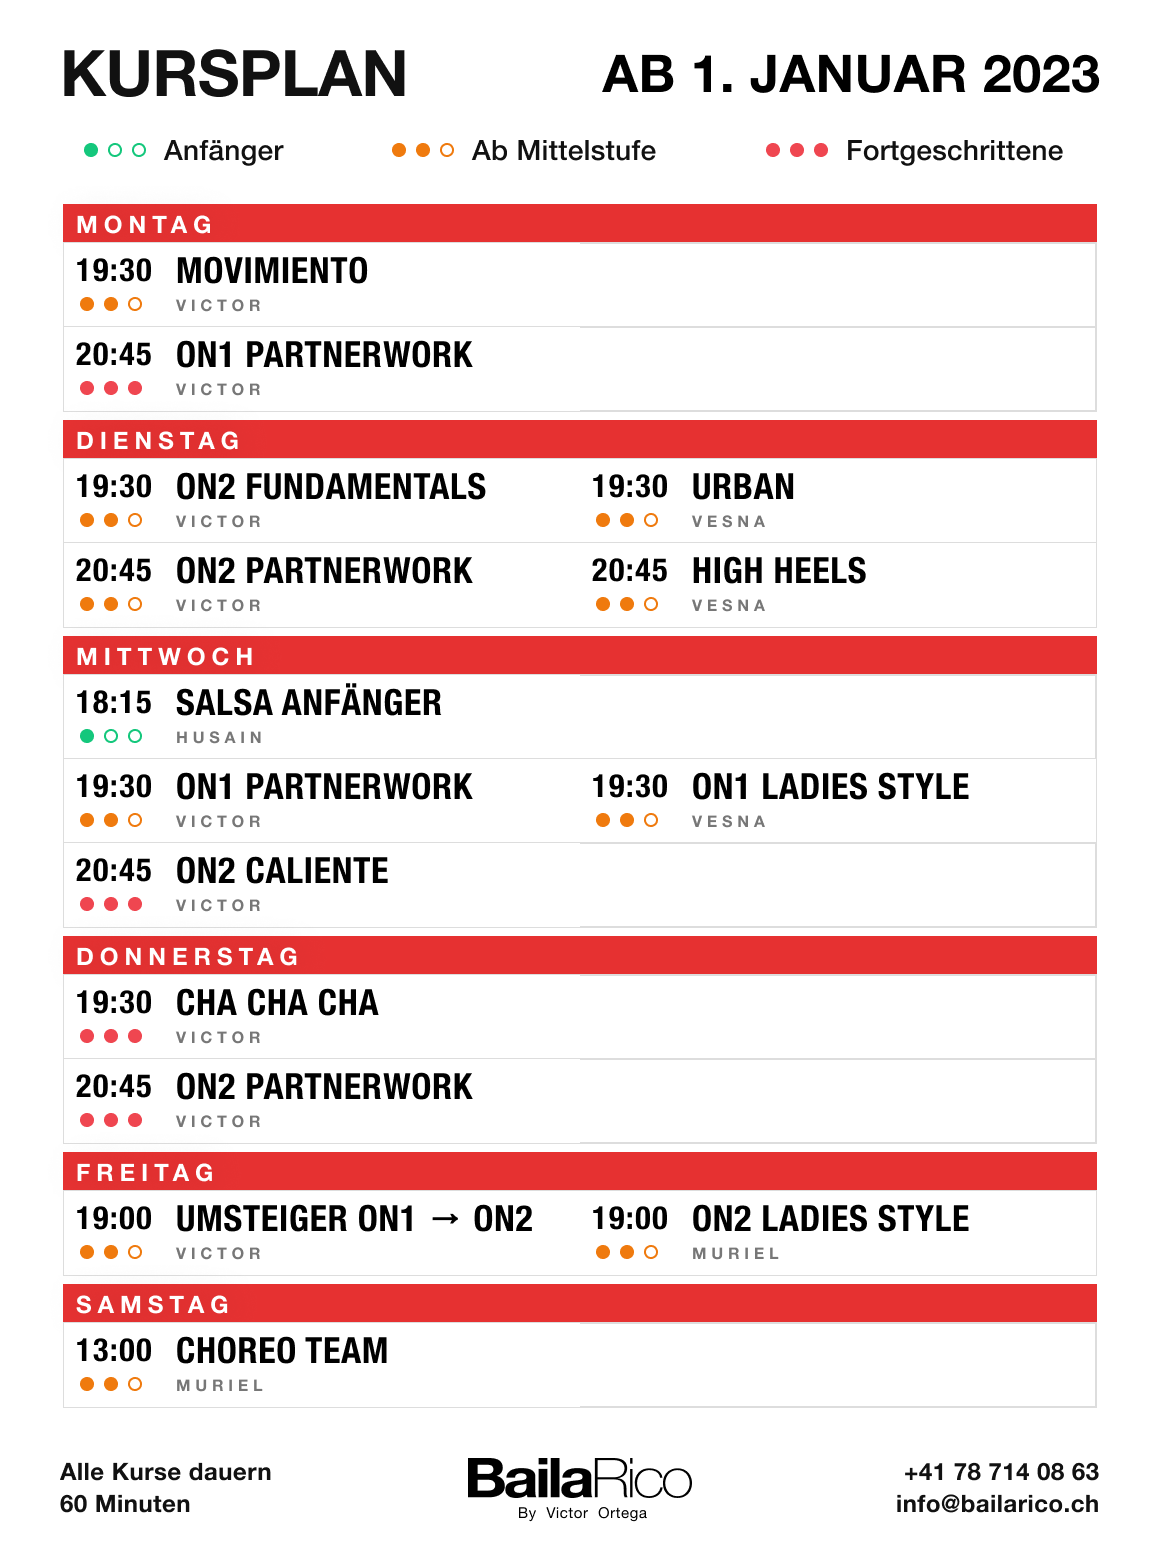 KURSPLAN
AB 1. JANUAR 2023
Anfänger
Ab Mittelstufe
Fortgeschrittene
MONTAG
19:30 MOVIMIENTO
VICTOR
20:45 ON1 PARTNERWORK
VICTOR
DIENSTAG
19:30 ON2 FUNDAMENTALS
VICTOR
19:30 URBAN
VESNA
20:45 ON2 PARTNERWORK
VICTOR
20:45 HIGH HEELS
VESNA
MITTWOCH
18:15 SALSA ANFÄNGER
HUSAIN
19:30 ON1 PARTNERWORK
VICTOR
19:30 ON1 LADIES STYLE
VESNA
20:45 ON2 CALIENTE
VICTOR
DONNERSTAG
19:30 CHA CHA CHA
VICTOR
20:45 ON2 PARTNERWORK
VICTOR
FREITAG
19:00 UMSTEIGER ON1 → ON2
VICTOR
19:00 ON2 LADIES STYLE
MURIEL
SAMSTAG
13:00 CHOREO TEAM
MURIEL
Alle Kurse dauern
60 Minuten
BailaRico
By Victor Ortega
+41 78 714 08 63
info@bailarico.ch